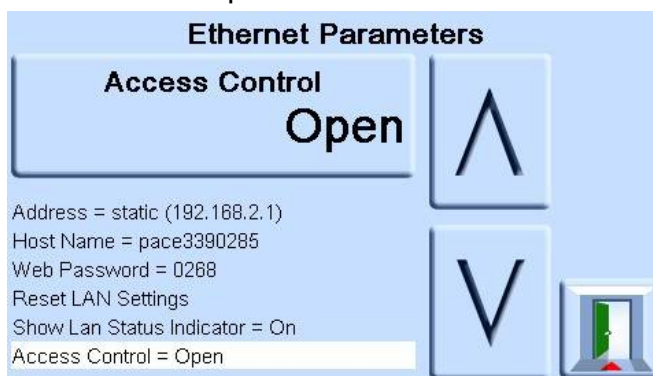 Ethernet Parameters
Access Control
Open
Address = static (192.168.2.1)
Host Name = pace3390285
Web Password = 0268
Reset LAN Settings
Show Lan Status Indicator = On
Access Control = Open